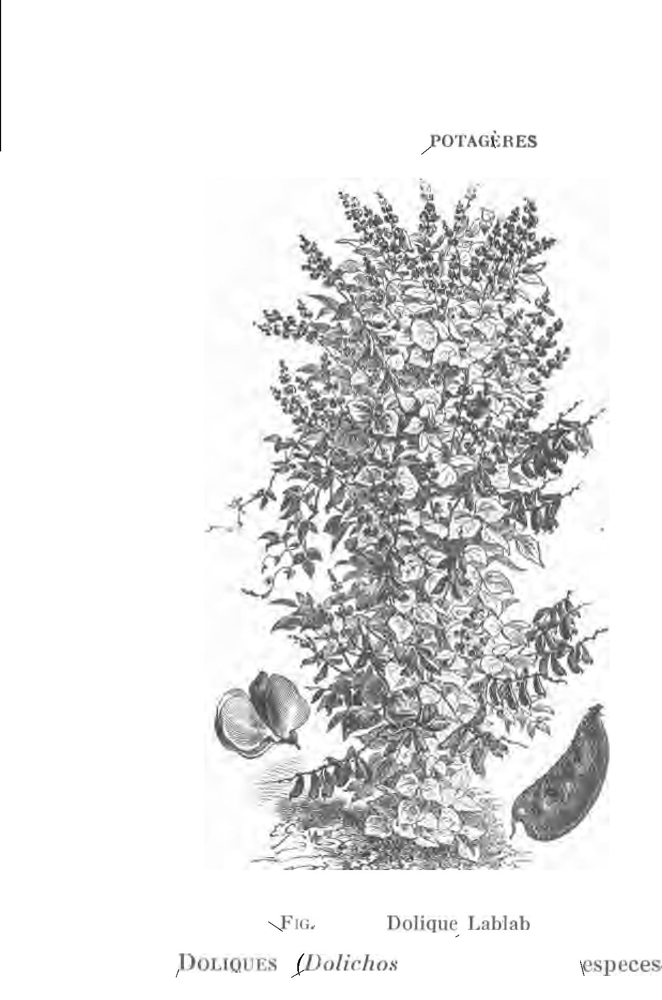 POTAGÈRES
FIG. Dolique Lablab
DOLIQUES (Dolichos especes